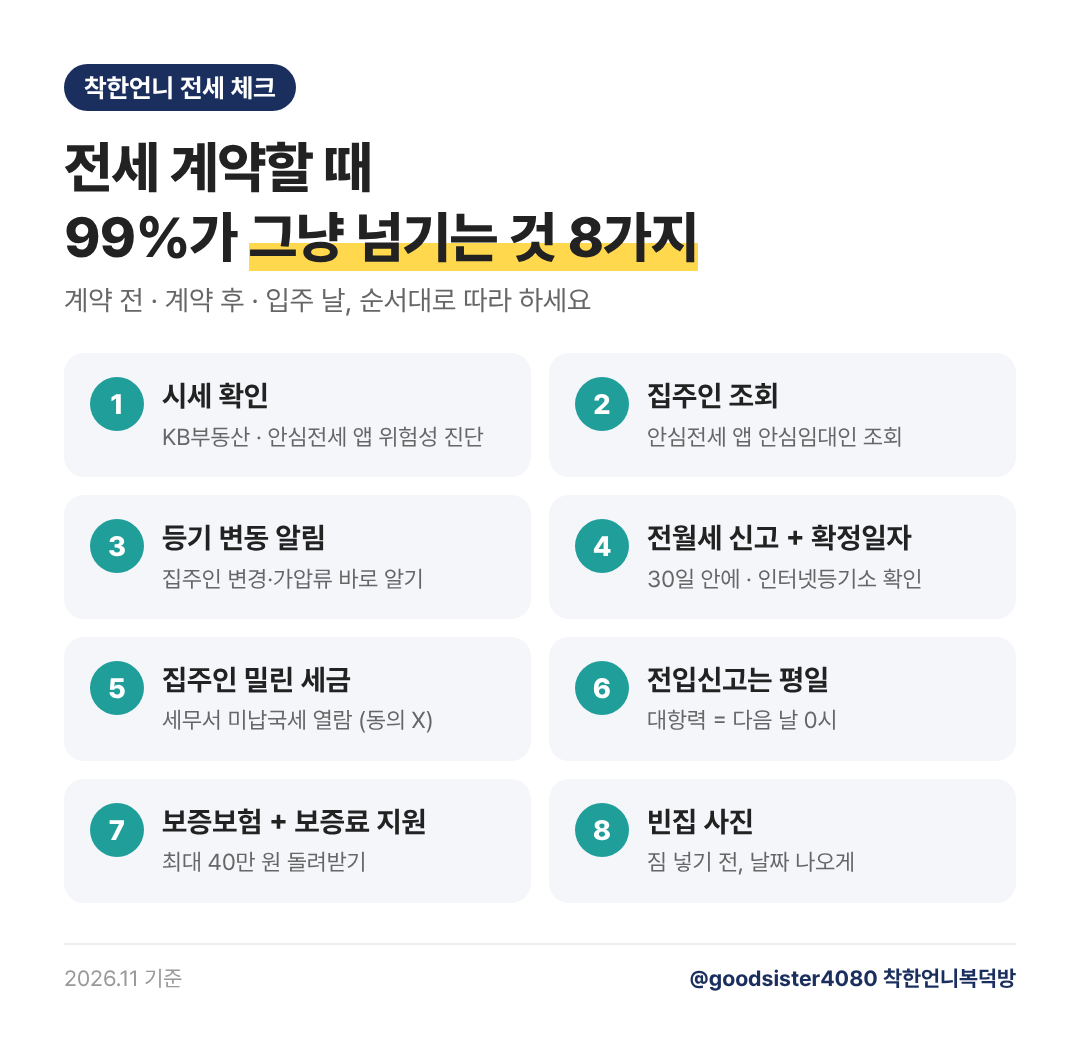 착한언니 전세 체크
전세 계약할 때
99%가 그냥 넘기는 것 8가지
계약 전 · 계약 후 · 입주 날, 순서대로 따라 하세요
1
시세 확인
KB부동산 · 안심전세 앱 위험성 진단
2
집주인 조회
안심전세 앱 안심임대인 조회
3
등기 변동 알림
집주인 변경·가압류 바로 알기
4
전월세 신고 + 확정일자
30일 안에 · 인터넷등기소 확인
5
집주인 밀린 세금
세무서 미납국세 열람 (동의 X)
6
전입신고는 평일
대항력 = 다음 날 0시
7
보증보험 + 보증료 지원
최대 40만 원 돌려받기
8
빈집 사진
짐 넣기 전, 날짜 나오게
2026.11 기준
@goodsister4080 착한언니복덕방